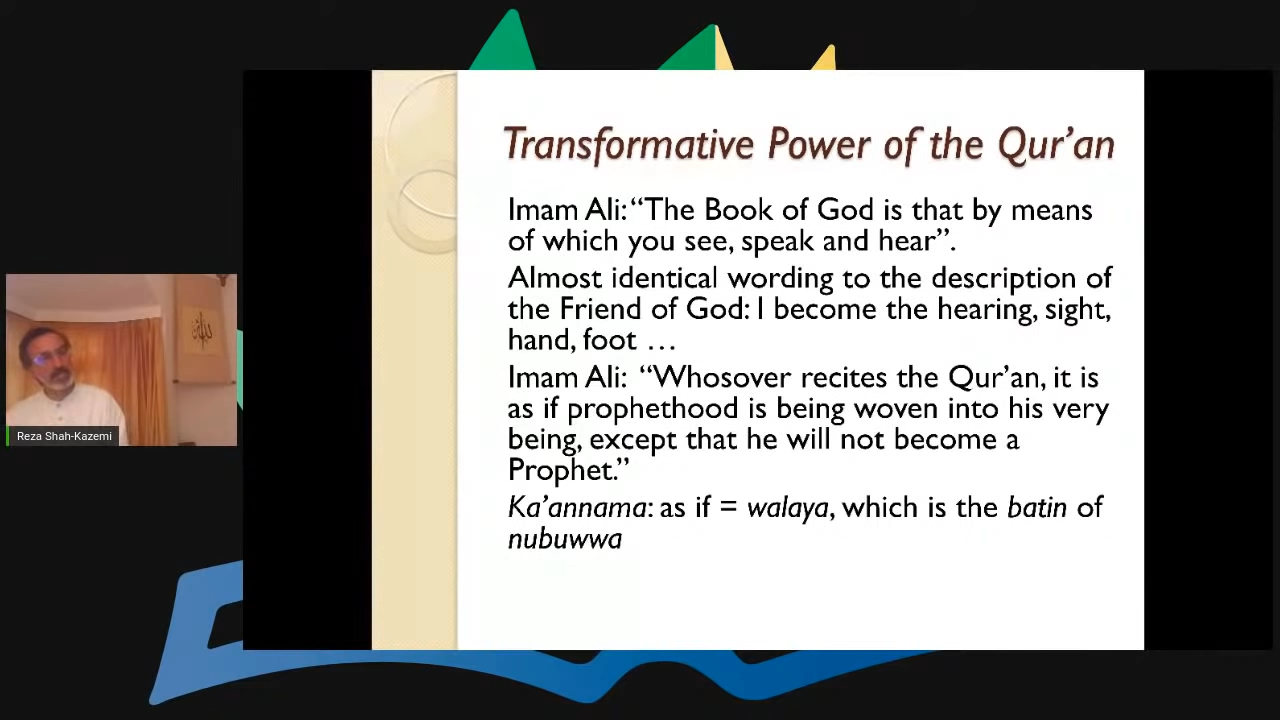 Transformative Power of the Qur’an
Imam Ali: “The Book of God is that by means
of which you see, speak and hear”.
Almost identical wording to the description of
the Friend of God: I become the hearing, sight,
hand, foot …
Imam Ali:  “Whosover recites the Qur’an, it is
as if prophethood is being woven into his very
being, except that he will not become a
Prophet.”
Ka’annama: as if = walaya, which is the batin of
nubuwwa
الله
Reza Shah-Kazemi